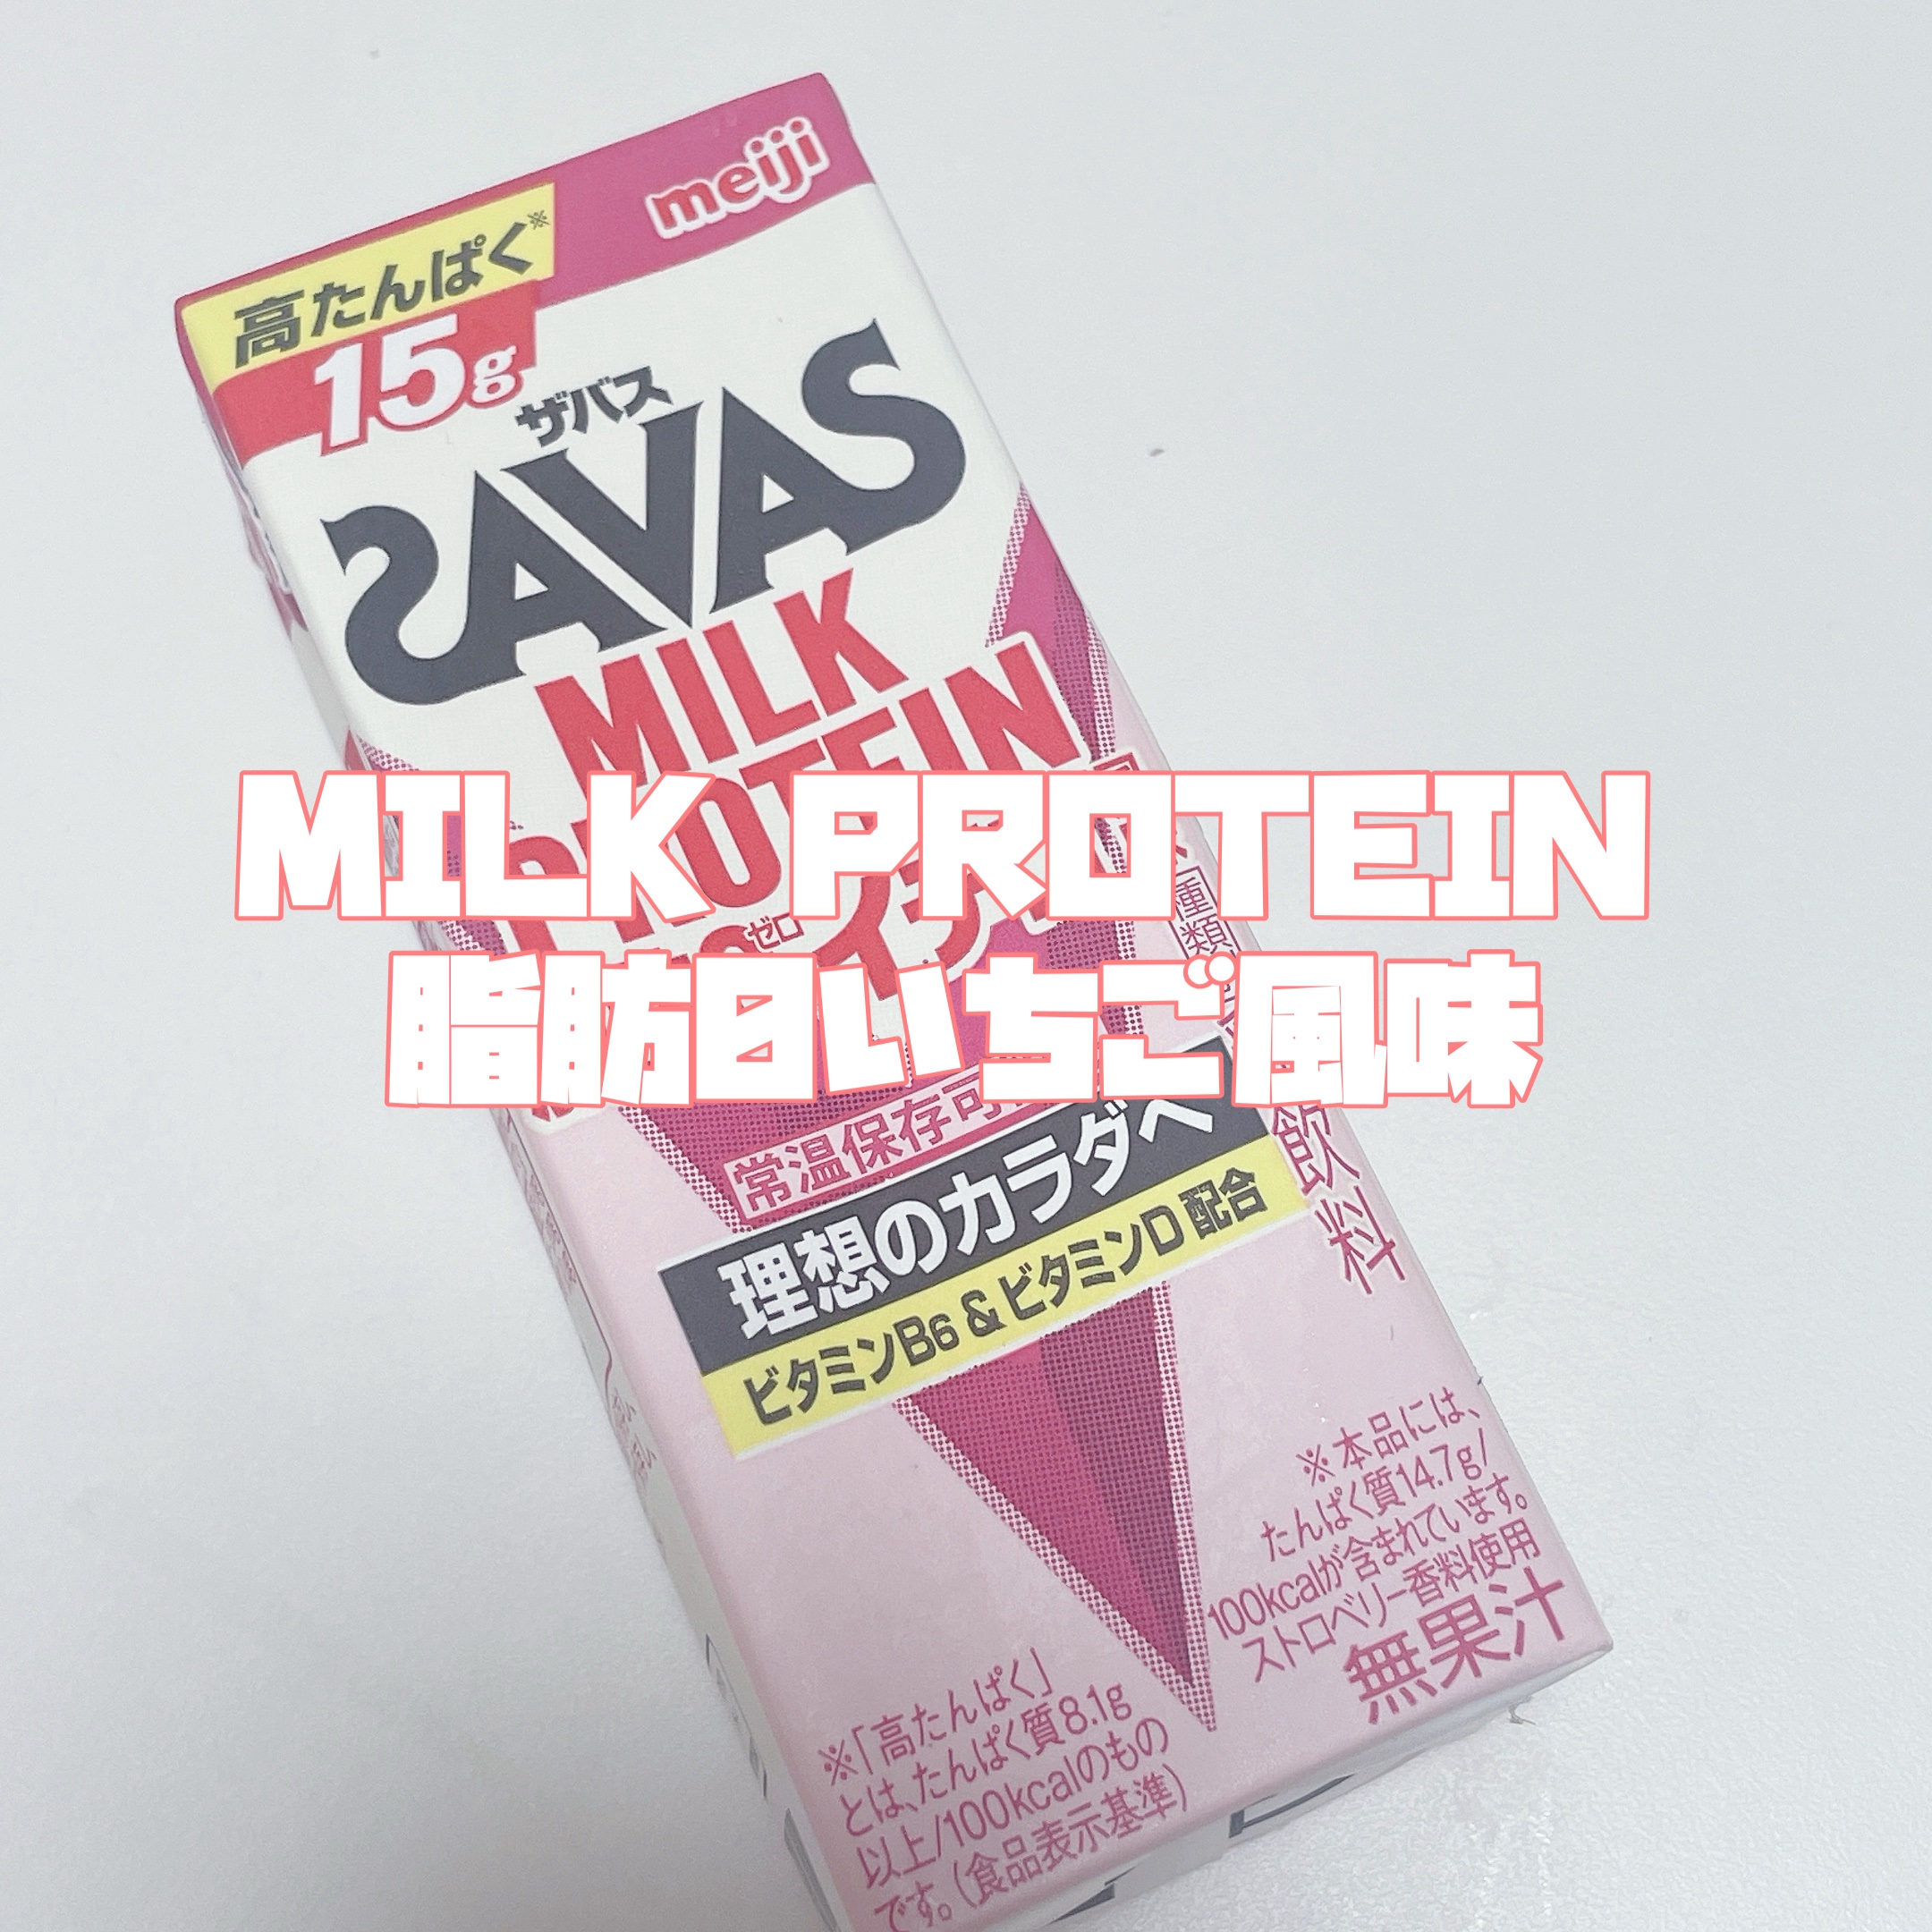 meiji
高たんぱく※
15g
ザバス
SAVAS
MILK
PROTEIN
MILK PROTEIN
ゼロ
脂肪0いちご風味
常温保存可
理想のカラダへ
ビタミンB6 & ビタミンD 配合
種類
飲料
※本品には、
たんぱく質14.7g/
100kcalが含まれています。
ストロベリー香料使用
無果汁
※「高たんぱく」
とは、たんぱく質8.1g
以上/100kcalのもの
です。(食品表示基準)